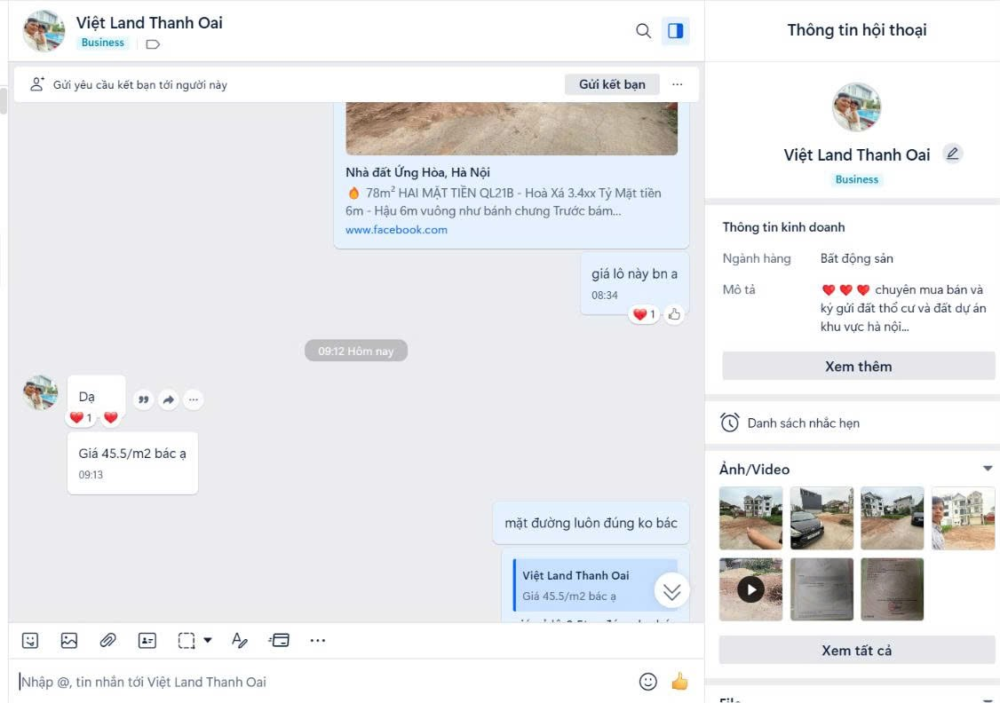 Việt Land Thanh Oai
Business
Gửi yêu cầu kết bạn tới người này
Gửi kết bạn
Nhà đất Ứng Hòa, Hà Nội
🔥 78m² HAI MẶT TIỀN QL21B - Hoà Xá 3.4xx Tỷ Mặt tiền
6m - Hậu 6m vuông như bánh chưng Trước bám...
www.facebook.com
giá lô này bn a
08:34
❤️ 1
09:12 Hôm nay
Dạ
❤️ 1
Giá 45.5/m2 bác ạ
09:13
mặt đường luôn đúng ko bác
Việt Land Thanh Oai
Giá 45.5/m2 bác ạ
Nhập @, tin nhắn tới Việt Land Thanh Oai
Thông tin hội thoại
Việt Land Thanh Oai
Business
Thông tin kinh doanh
Ngành hàng Bất động sản
Mô tả ❤️ ❤️ ❤️ chuyên mua bán và
ký gửi đất thổ cư và đất dự án
khu vực hà nội...
Xem thêm
Danh sách nhắc hẹn
Ảnh/Video
Xem tất cả
File